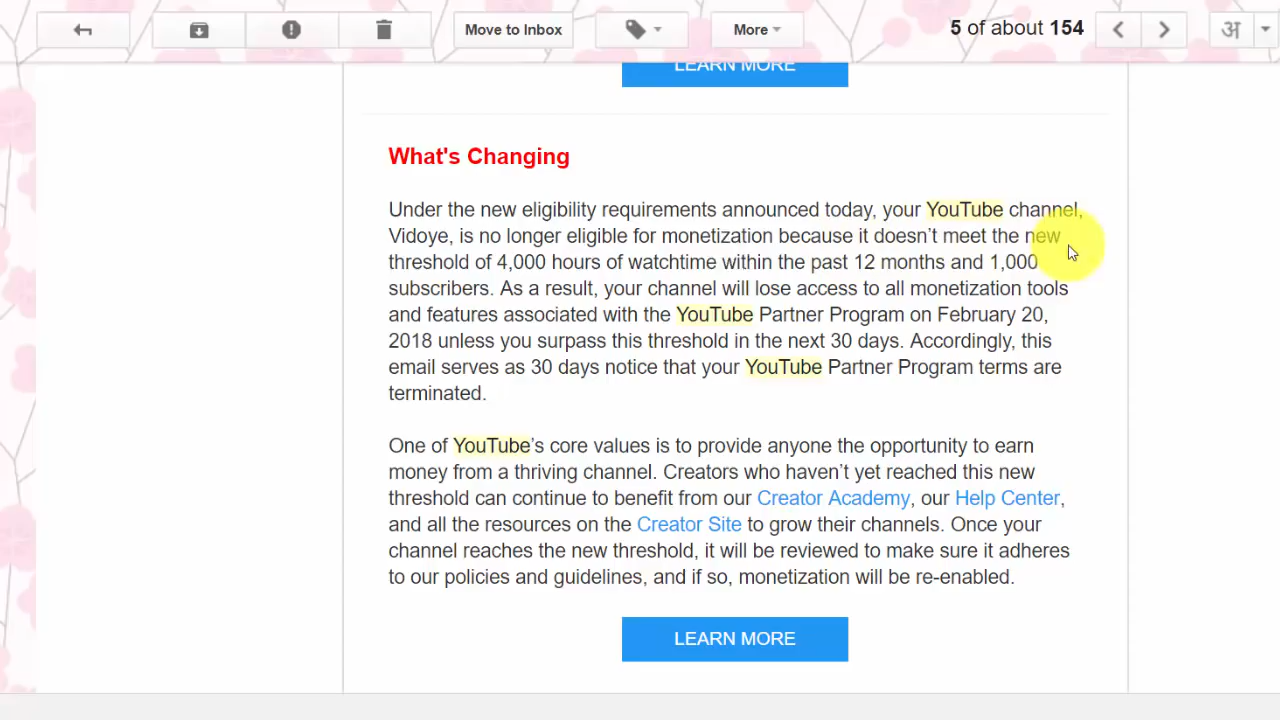 Move to Inbox
More
5 of about 154
अ
LEARN MORE
What's Changing
Under the new eligibility requirements announced today, your YouTube channel,
Vidoye, is no longer eligible for monetization because it doesn’t meet the new
threshold of 4,000 hours of watchtime within the past 12 months and 1,000
subscribers. As a result, your channel will lose access to all monetization tools
and features associated with the YouTube Partner Program on February 20,
2018 unless you surpass this threshold in the next 30 days. Accordingly, this
email serves as 30 days notice that your YouTube Partner Program terms are
terminated.
One of YouTube’s core values is to provide anyone the opportunity to earn
money from a thriving channel. Creators who haven’t yet reached this new
threshold can continue to benefit from our Creator Academy, our Help Center,
and all the resources on the Creator Site to grow their channels. Once your
channel reaches the new threshold, it will be reviewed to make sure it adheres
to our policies and guidelines, and if so, monetization will be re-enabled.
LEARN MORE